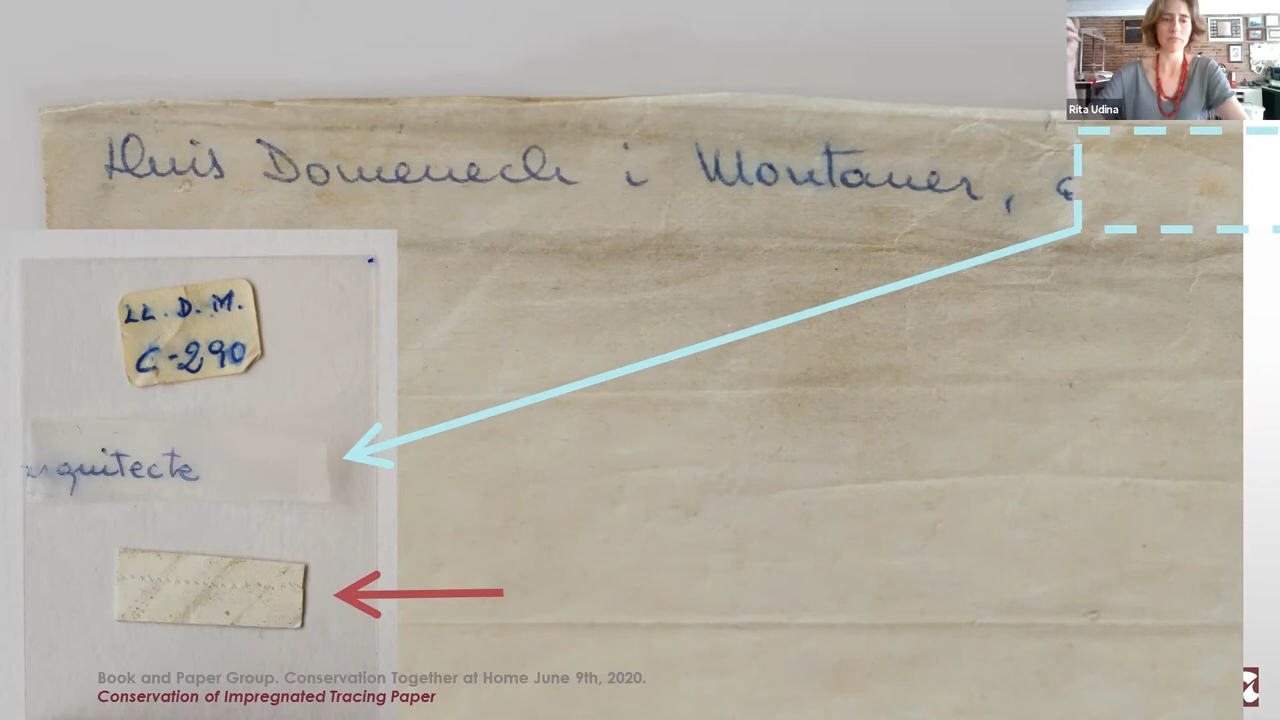 Rita Udina
Lluis Domenech i Montaner, a
LL. D. M.
C-290
arquitecte
Book and Paper Group. Conservation Together at Home June 9th, 2020.
Conservation of Impregnated Tracing Paper